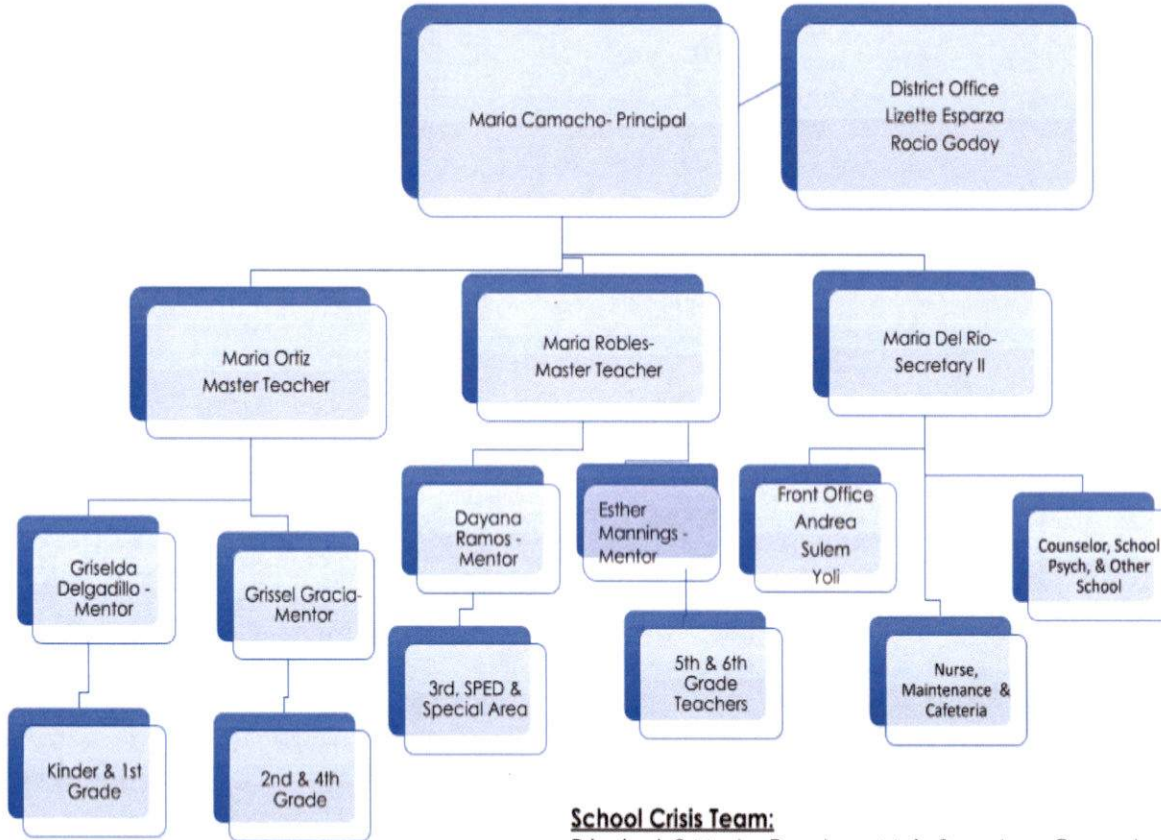 Maria Camacho- Principal
District Office
Lizette Esparza
Rocio Godoy
Maria Ortiz
Master Teacher
Maria Robles-
Master Teacher
Maria Del Rio-
Secretary II
Griselda
Delgadillo -
Mentor
Grissel Gracia-
Mentor
Dayana
Ramos -
Mentor
Esther
Mannings -
Mentor
Front Office
Andrea
Sulem
Yoli
Counselor, School
Psych, & Other
School
Kinder & 1st
Grade
2nd & 4th
Grade
3rd, SPED &
Special Area
5th & 6th
Grade
Teachers
Nurse,
Maintenance &
Cafeteria
School Crisis Team: